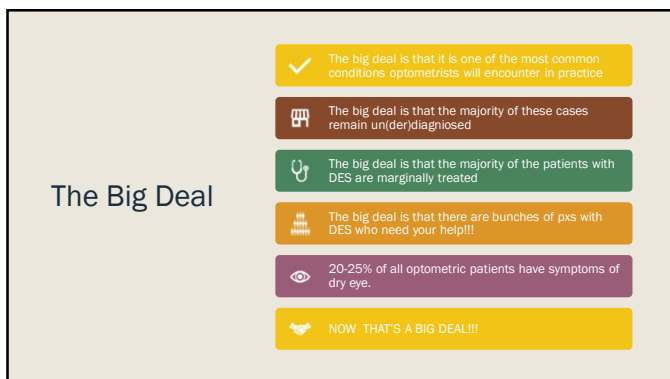 The Big Deal
The big deal is that it is one of the most common
conditions optometrists will encounter in practice
The big deal is that the majority of these cases
remain un(der)diagniosed
The big deal is that the majority of the patients with
DES are marginally treated
The big deal is that there are bunches of pxs with
DES who need your help!!!
20-25% of all optometric patients have symptoms of
dry eye.
NOW THAT'S A BIG DEAL!!!